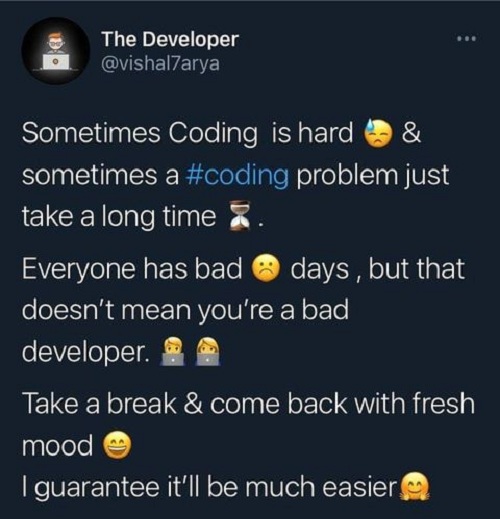 The Developer
@vishal7arya
Sometimes Coding is hard 😓 &
sometimes a #coding problem just
take a long time ⏳ .
Everyone has bad ☹️ days , but that
doesn't mean you're a bad
developer. 🧑‍💻 👩‍💻
Take a break & come back with fresh
mood 😄
I guarantee it'll be much easier🤗